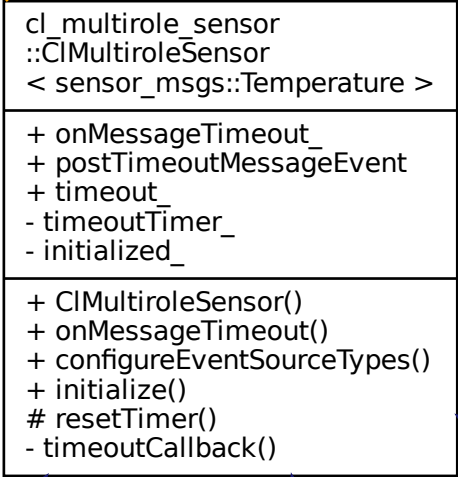 cl_multirole_sensor
::ClMultiroleSensor
< sensor_msgs::Temperature >
+ onMessageTimeout_
+ postTimeoutMessageEvent
+ timeout_
- timeoutTimer_
- initialized_
+ ClMultiroleSensor()
+ onMessageTimeout()
+ configureEventSourceTypes()
+ initialize()
# resetTimer()
- timeoutCallback()